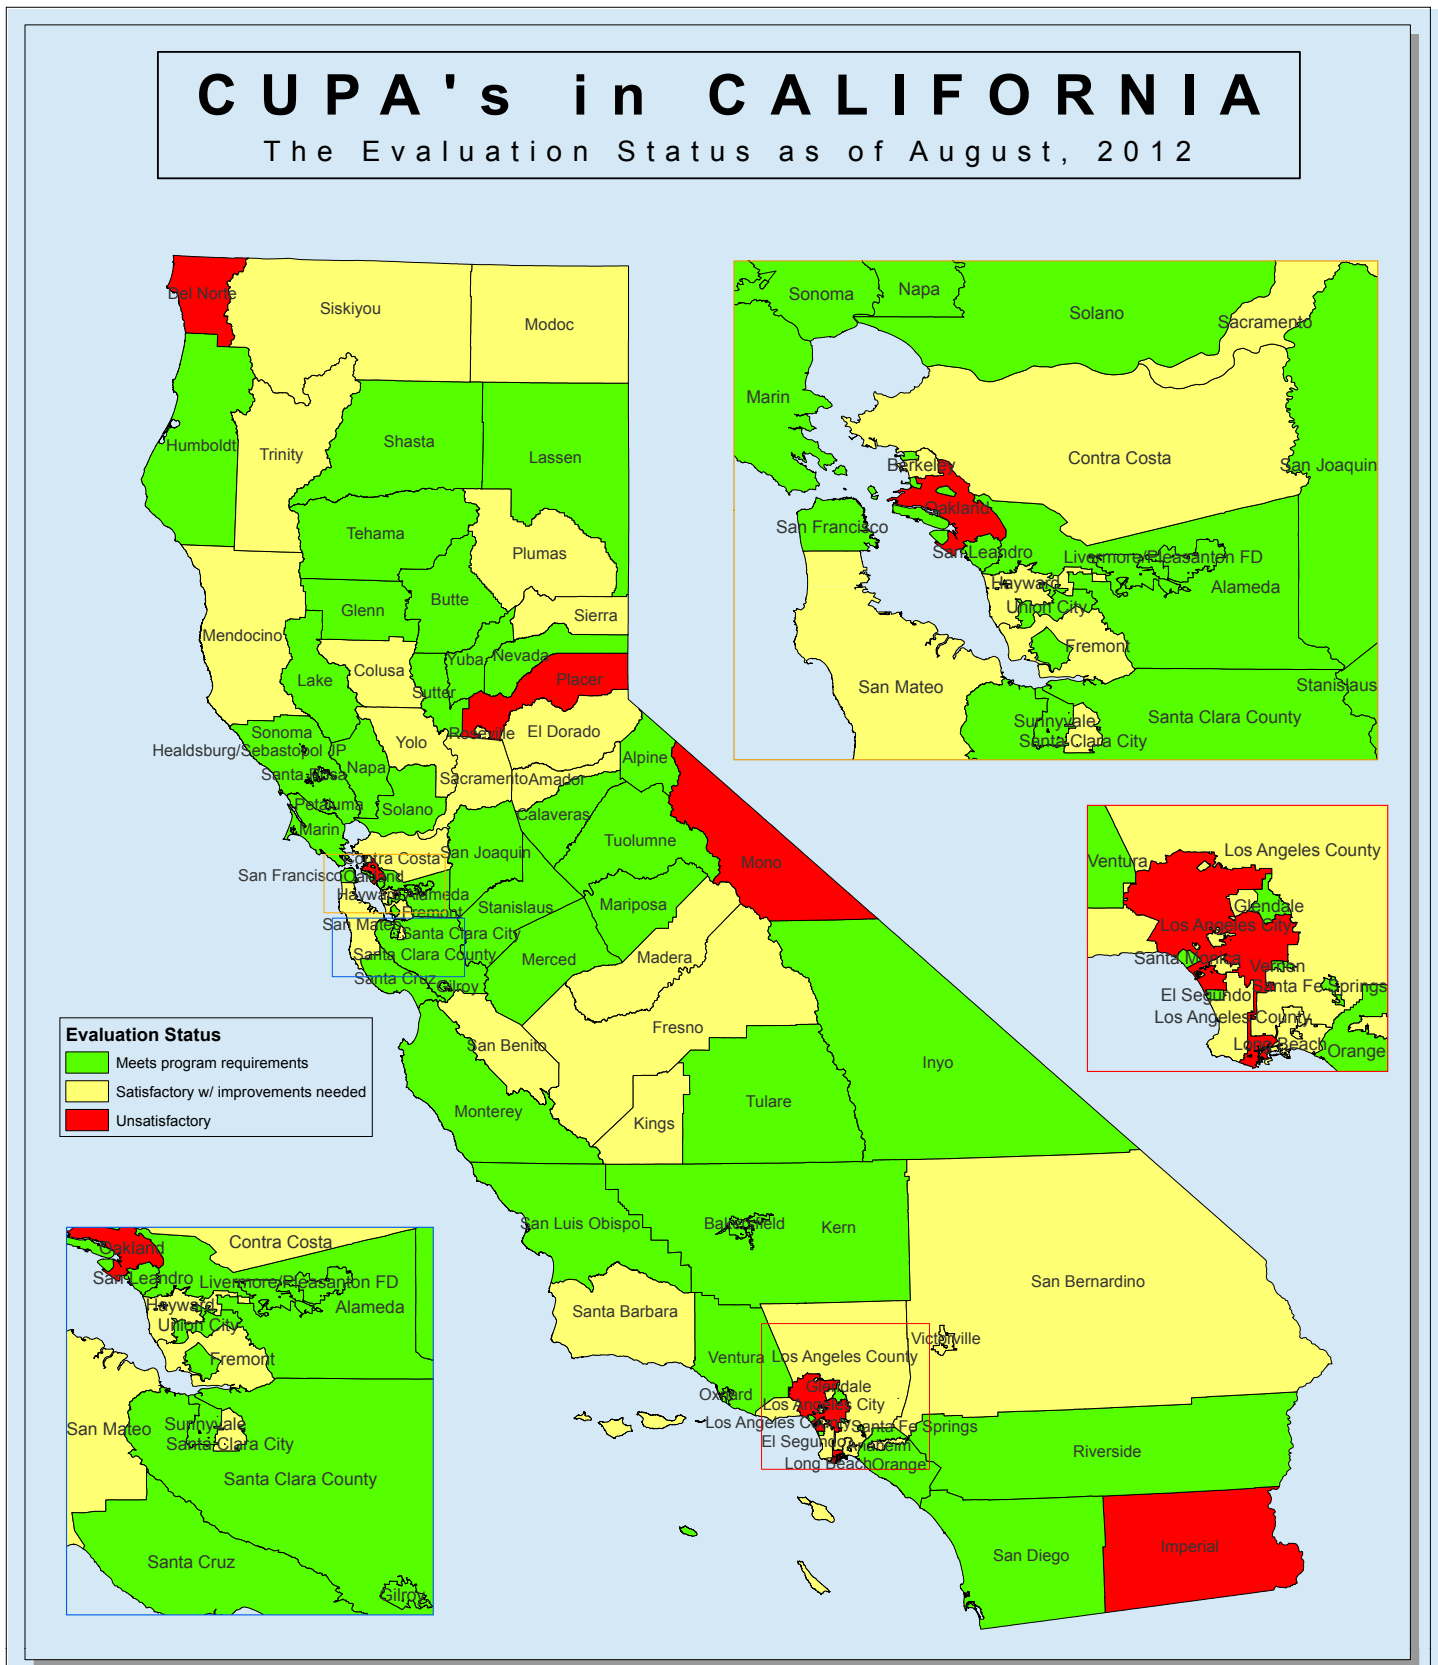 CUPA's in CALIFORNIA
The Evaluation Status as of August, 2012
Del Norte
Siskiyou
Modoc
Humboldt
Trinity
Shasta
Lassen
Tehama
Plumas
Glenn
Butte
Sierra
Mendocino
Colusa
Yuba
Nevada
Lake
Sutter
Placer
Sonoma
Yolo
Roseville
El Dorado
Healdsburg/Sebastopol JP
Santa Rosa
Napa
Alpine
Sacramento
Amador
Petaluma
Solano
Calaveras
Marin
Tuolumne
Contra Costa
San Joaquin
Mono
San Francisco
Oakland
Hayward
Alameda
Stanislaus
Mariposa
Fremont
San Mateo
Santa Clara City
Santa Clara County
Merced
Madera
Santa Cruz
Gilroy
Fresno
San Benito
Inyo
Monterey
Tulare
Kings
San Luis Obispo
Bakersfield
Kern
Santa Barbara
San Bernardino
Victorville
Ventura
Los Angeles County
Oxnard
Glendale
Los Angeles City
Los Angeles County
Santa Fe Springs
El Segundo
Anaheim
Long Beach
Orange
Riverside
San Diego
Imperial
Sonoma
Napa
Solano
Sacramento
Marin
Contra Costa
San Joaquin
Berkeley
Oakland
San Francisco
San Leandro
Livermore/Pleasanton FD
Hayward
Alameda
Union City
Fremont
San Mateo
Stanislaus
Sunnyvale
Santa Clara County
Santa Clara City
Ventura
Los Angeles County
Glendale
Los Angeles City
Santa Monica
Vernon
El Segundo
Santa Fe Springs
Los Angeles County
Long Beach
Orange
Evaluation Status
Meets program requirements
Satisfactory w/ improvements needed
Unsatisfactory
Oakland
Contra Costa
San Leandro
Livermore/Pleasanton FD
Hayward
Alameda
Union City
Fremont
San Mateo
Sunnyvale
Santa Clara City
Santa Clara County
Santa Cruz
Gilroy